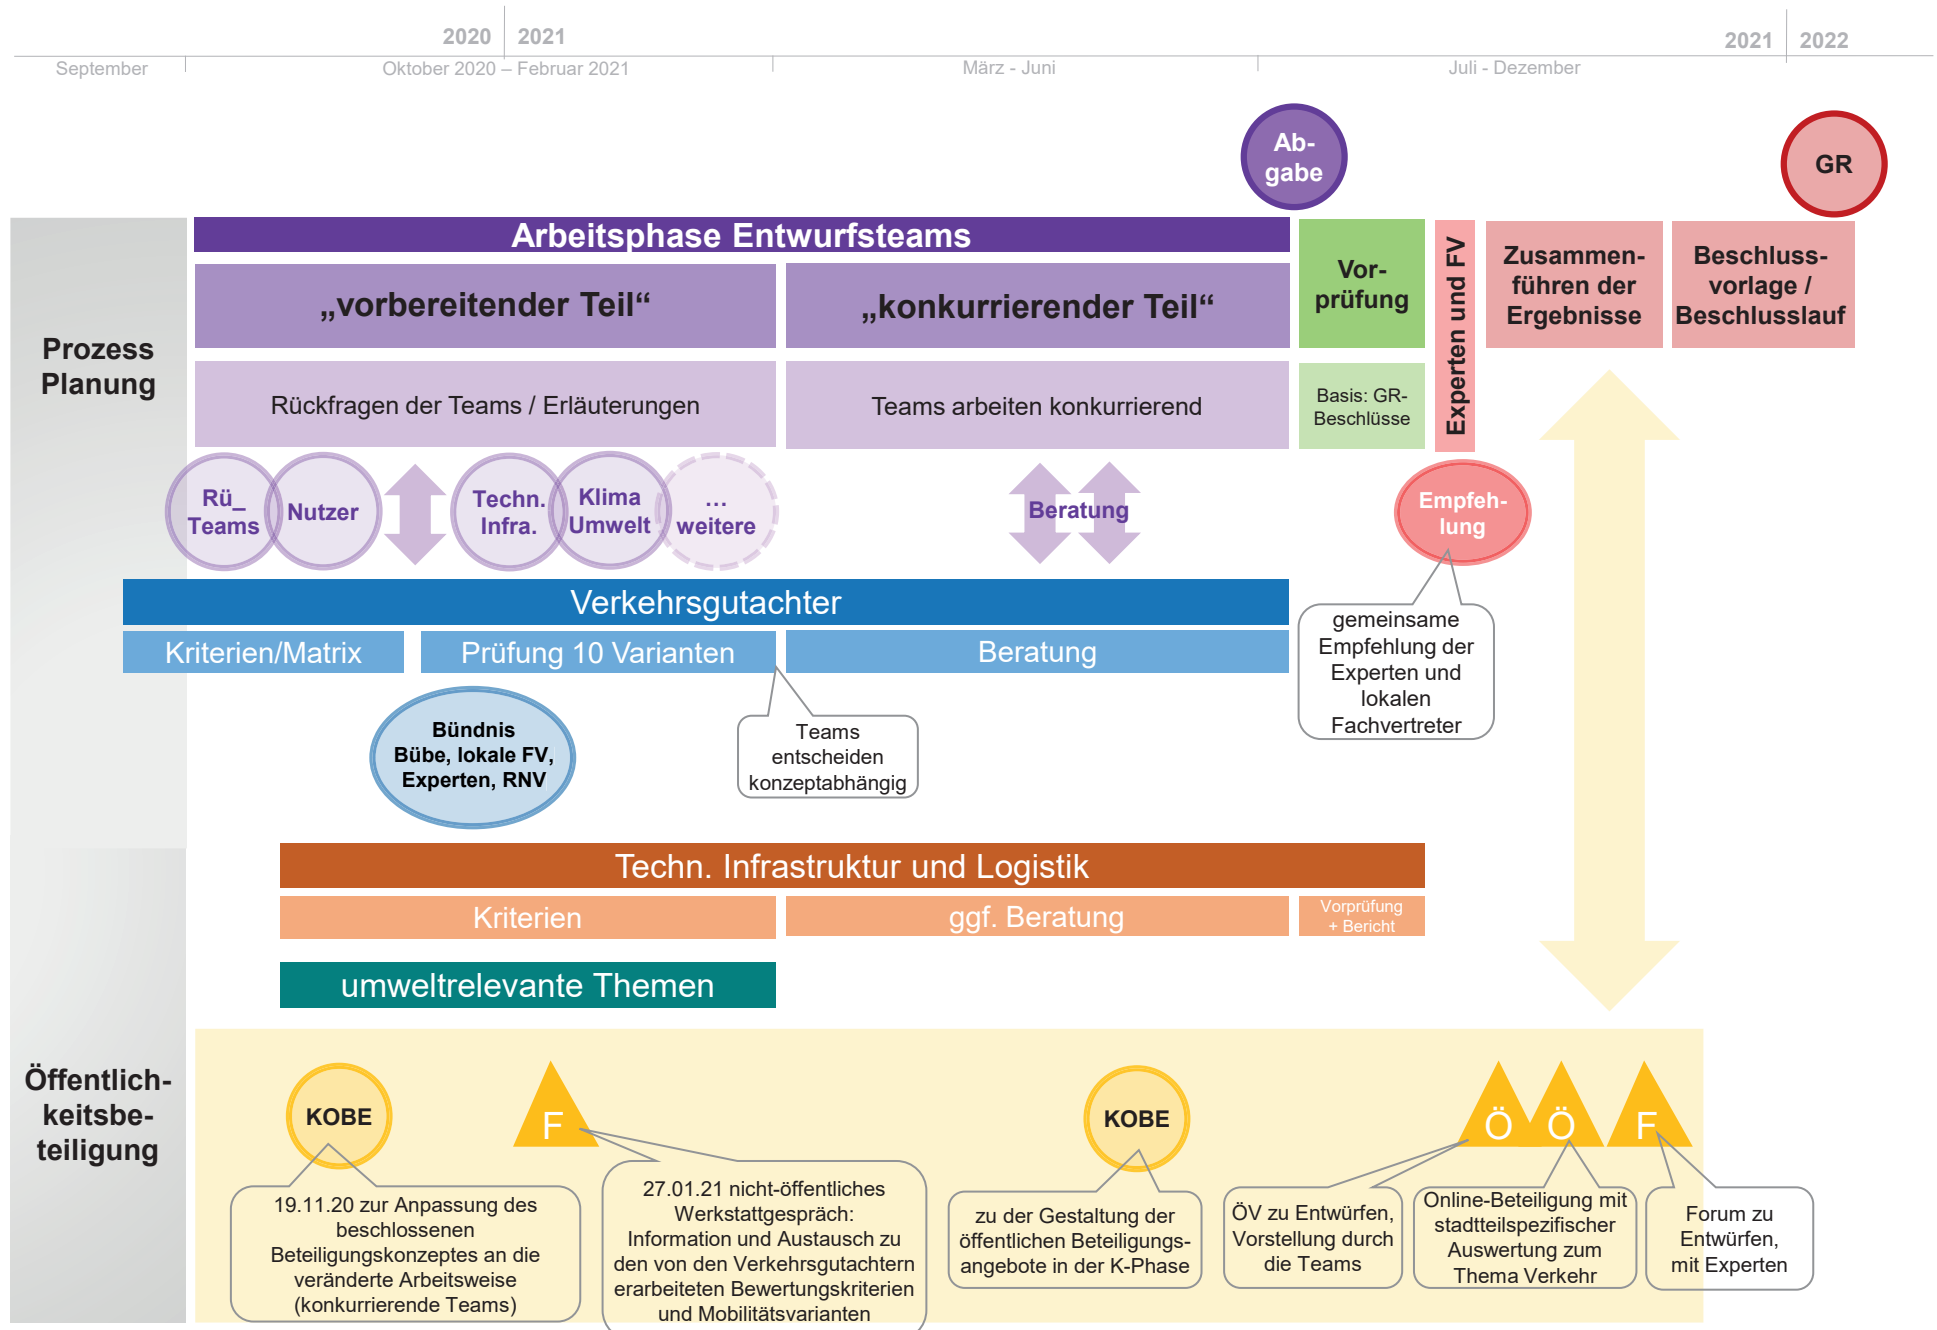 2020 2021
2021 2022
September
Oktober 2020 – Februar 2021
März - Juni
Juli - Dezember
Ab-
gabe
GR
Prozess
Planung
Arbeitsphase Entwurfsteams
„vorbereitender Teil“
„konkurrierender Teil“
Vor-
prüfung
Experten und FV
Zusammen-
führen der
Ergebnisse
Beschluss-
vorlage /
Beschlusslauf
Rückfragen der Teams / Erläuterungen
Teams arbeiten konkurrierend
Basis: GR-
Beschlüsse
Rü_
Teams
Nutzer
Techn.
Infra.
Klima
Umwelt
…
weitere
Beratung
Empfeh-
lung
Verkehrsgutachter
Kriterien/Matrix
Prüfung 10 Varianten
Beratung
gemeinsame
Empfehlung der
Experten und
lokalen
Fachvertreter
Bündnis
Bübe, lokale FV,
Experten, RNV
Teams
entscheiden
konzeptabhängig
Techn. Infrastruktur und Logistik
Kriterien
ggf. Beratung
Vorprüfung
+ Bericht
umweltrelevante Themen
Öffentlich-
keitsbe-
teiligung
KOBE
F
KOBE
Ö
Ö
F
19.11.20 zur Anpassung des
beschlossenen
Beteiligungskonzeptes an die
veränderte Arbeitsweise
(konkurrierende Teams)
27.01.21 nicht-öffentliches
Werkstattgespräch:
Information und Austausch zu
den von den Verkehrsgutachtern
erarbeiteten Bewertungskriterien
und Mobilitätsvarianten
zu der Gestaltung der
öffentlichen Beteiligungs-
angebote in der K-Phase
ÖV zu Entwürfen,
Vorstellung durch
die Teams
Online-Beteiligung mit
stadtteilspezifischer
Auswertung zum
Thema Verkehr
Forum zu
Entwürfen,
mit Experten